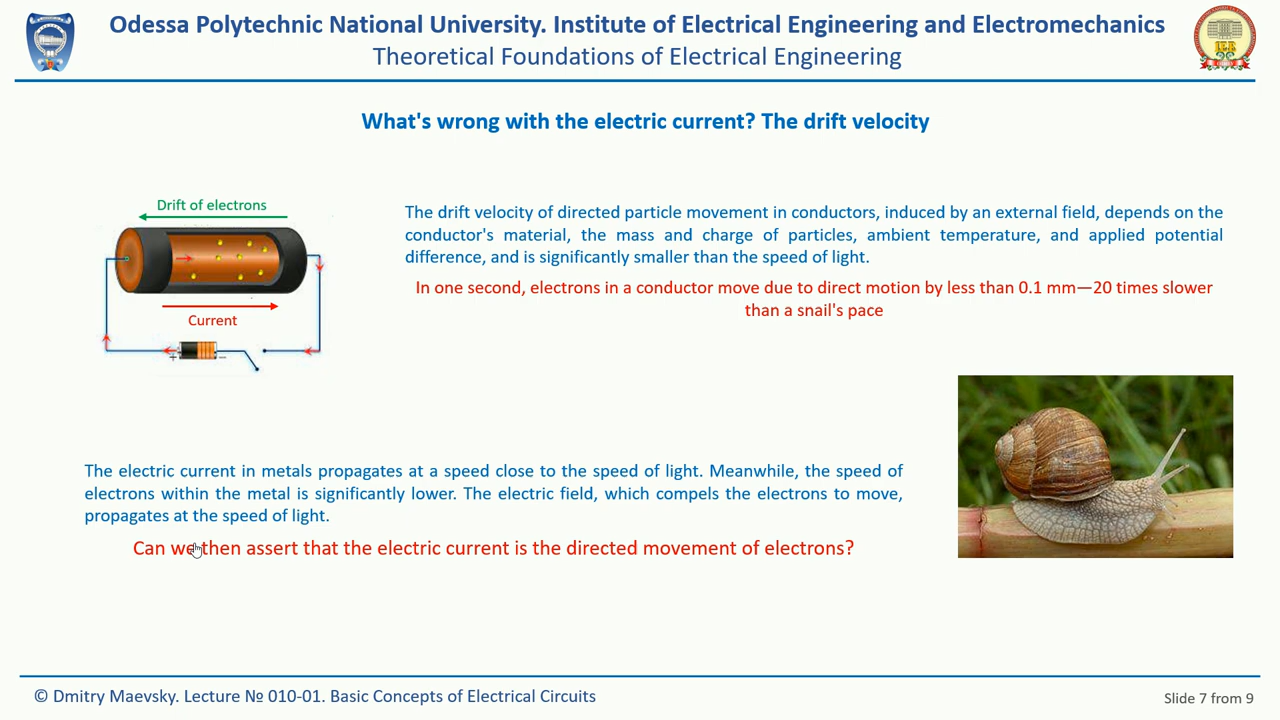 Odessa Polytechnic National University. Institute of Electrical Engineering and Electromechanics
Theoretical Foundations of Electrical Engineering
What's wrong with the electric current? The drift velocity
Drift of electrons
Current
+
−
The drift velocity of directed particle movement in conductors, induced by an external field, depends on the
conductor's material, the mass and charge of particles, ambient temperature, and applied potential
difference, and is significantly smaller than the speed of light.
In one second, electrons in a conductor move due to direct motion by less than 0.1 mm—20 times slower
than a snail's pace
The electric current in metals propagates at a speed close to the speed of light. Meanwhile, the speed of
electrons within the metal is significantly lower. The electric field, which compels the electrons to move,
propagates at the speed of light.
Can we then assert that the electric current is the directed movement of electrons?
© Dmitry Maevsky. Lecture № 010-01. Basic Concepts of Electrical Circuits
Slide 7 from 9